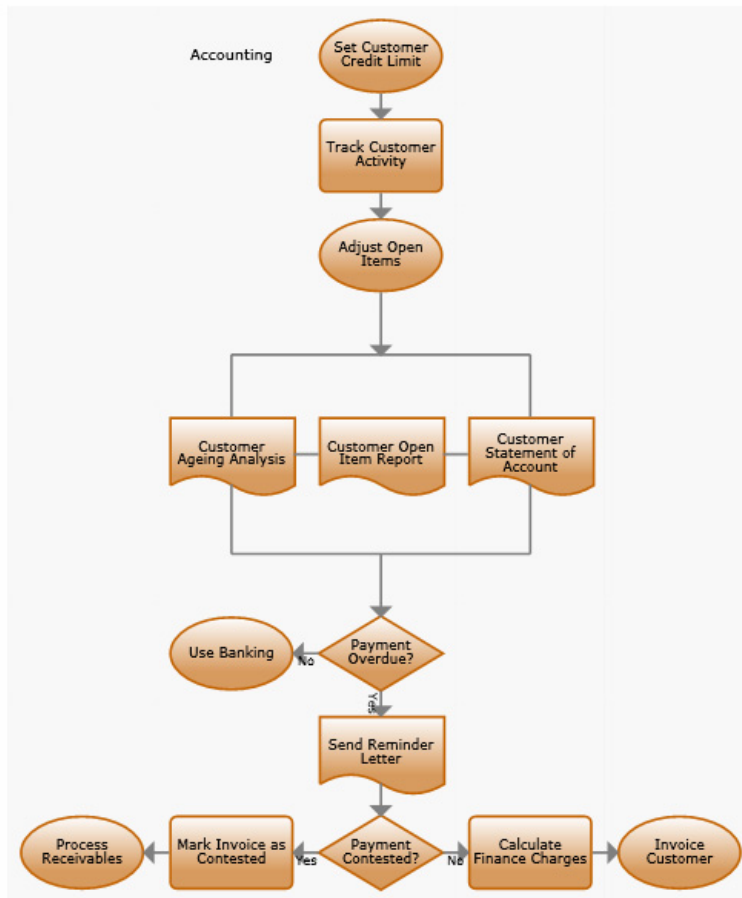 Accounting
Set Customer
Credit Limit
Track Customer
Activity
Adjust Open
Items
Customer
Ageing Analysis
Customer Open
Item Report
Customer
Statement of
Account
Use Banking
No
Payment
Overdue?
Yes
Send Reminder
Letter
Process
Receivables
Mark Invoice as
Contested
Yes
Payment
Contested?
No
Calculate
Finance Charges
Invoice
Customer